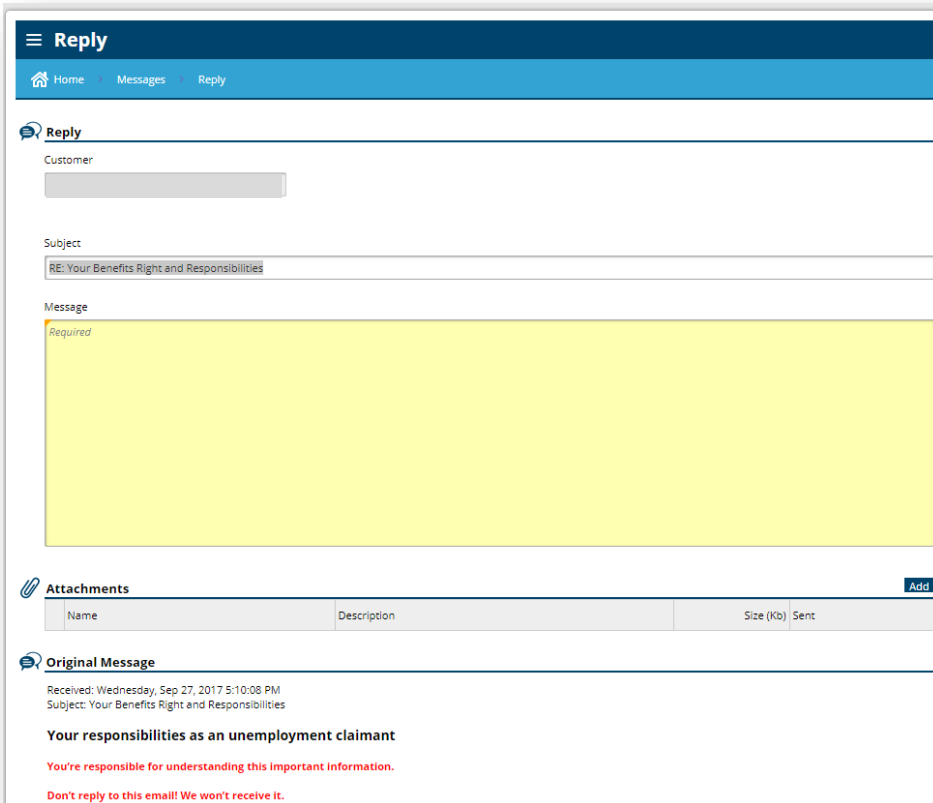 Reply
Home Messages Reply
Reply
Customer
Subject
RE: Your Benefits Right and Responsibilities
Message
Required
Attachments Add
Name Description Size (Kb) Sent
Original Message
Received: Wednesday, Sep 27, 2017 5:10:08 PM
Subject: Your Benefits Right and Responsibilities
Your responsibilities as an unemployment claimant
You're responsible for understanding this important information.
Don't reply to this email! We won't receive it.